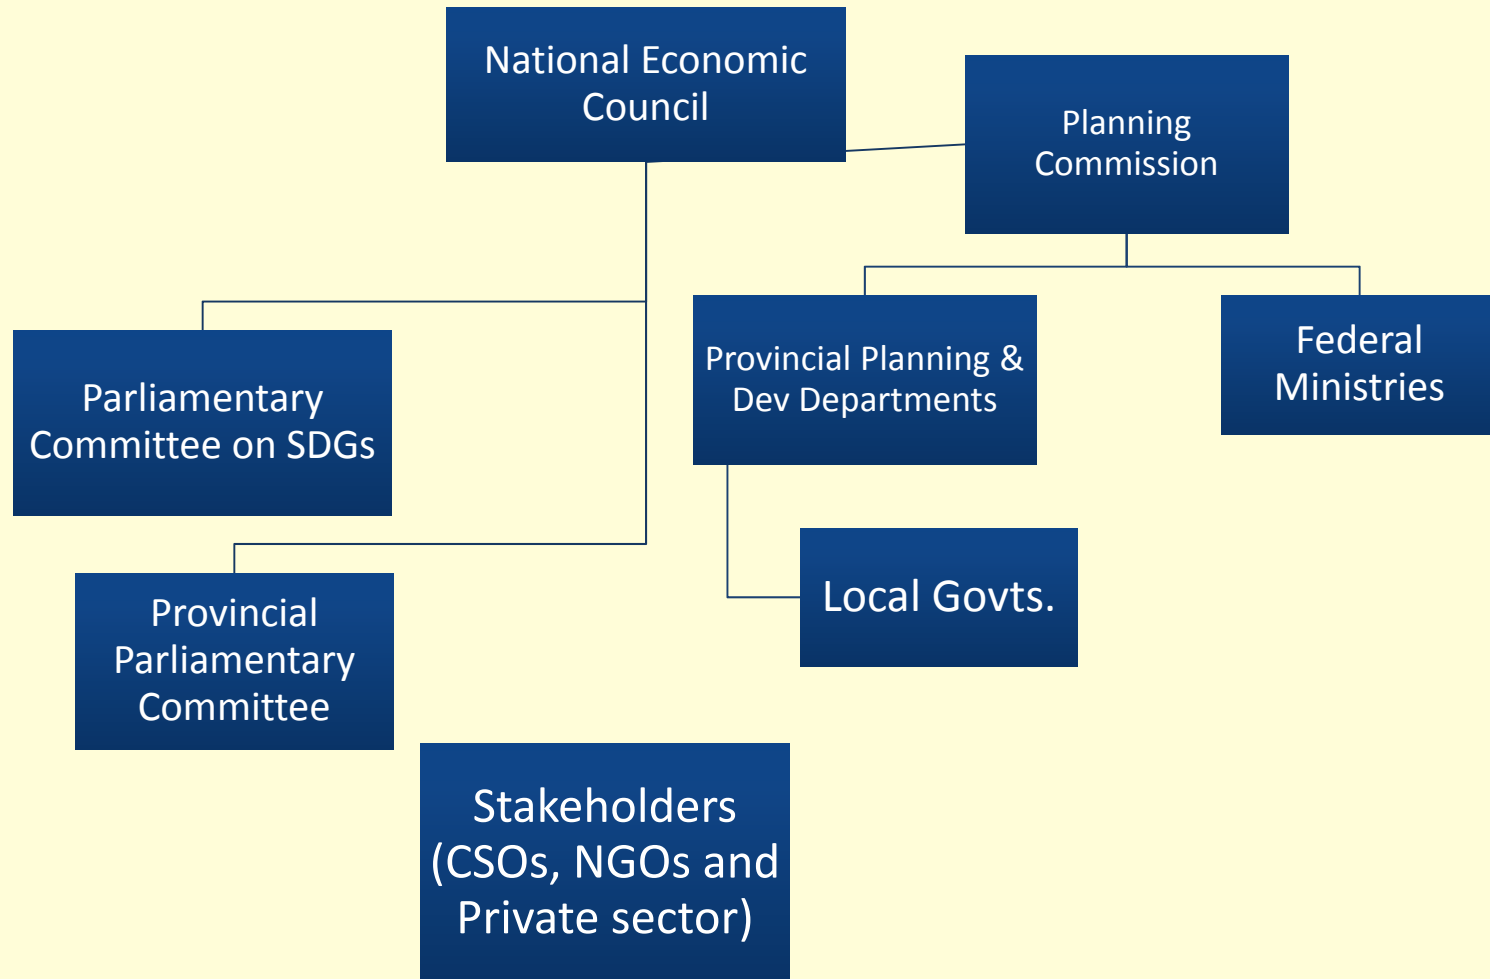 National Economic
Council
Planning
Commission
Parliamentary
Committee on SDGs
Provincial Planning &
Dev Departments
Federal
Ministries
Local Govts.
Provincial
Parliamentary
Committee
Stakeholders
(CSOs, NGOs and
Private sector)